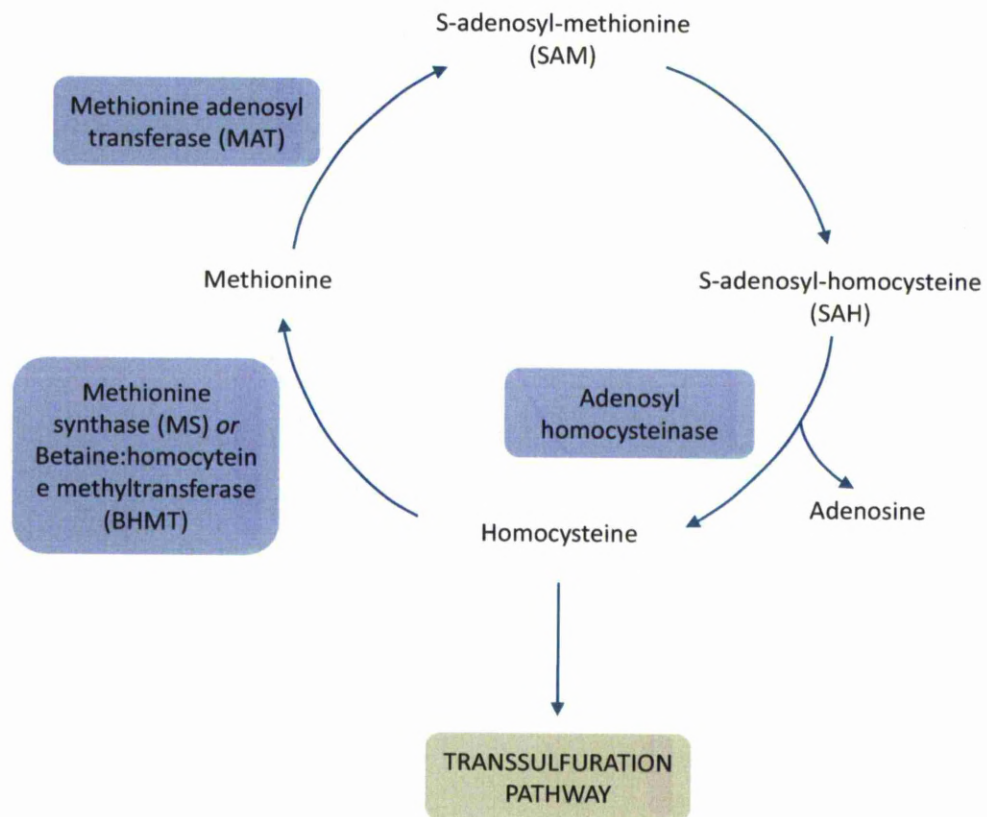 S-adenosyl-methionine
(SAM)
Methionine adenosyl
transferase (MAT)
Methionine
S-adenosyl-homocysteine
(SAH)
Methionine
synthase (MS) or
Betaine:homocytein
e methyltransferase
(BHMT)
Adenosyl
homocysteinase
Adenosine
Homocysteine
TRANSSULFURATION
PATHWAY